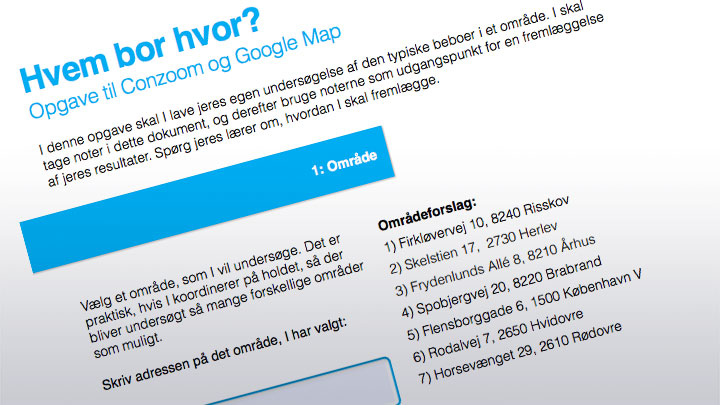 Hvem bor hvor?
Opgave til Conzoom og Google Map
I denne opgave skal I lave jeres egen undersøgelse af den typiske beboer i et område. I skal
tage noter i dette dokument, og derefter bruge noterne som udgangspunkt for en fremlæggelse
af jeres resultater. Spørg jeres lærer om, hvordan I skal fremlægge.
1: Område
Vælg et område, som I vil undersøge. Det er
praktisk, hvis I koordinerer på holdet, så der
bliver undersøgt så mange forskellige områder
som muligt.
Skriv adressen på det område, I har valgt:
Områdeforslag:
1) Firkløvervej 10, 8240 Risskov
2) Skelstien 17, 2730 Herlev
3) Frydenlunds Allé 8, 8210 Århus
4) Spobjergvej 20, 8220 Brabrand
5) Flensborggade 6, 1500 København V
6) Rodalvej 7, 2650 Hvidovre
7) Horsevænget 29, 2610 Rødovre